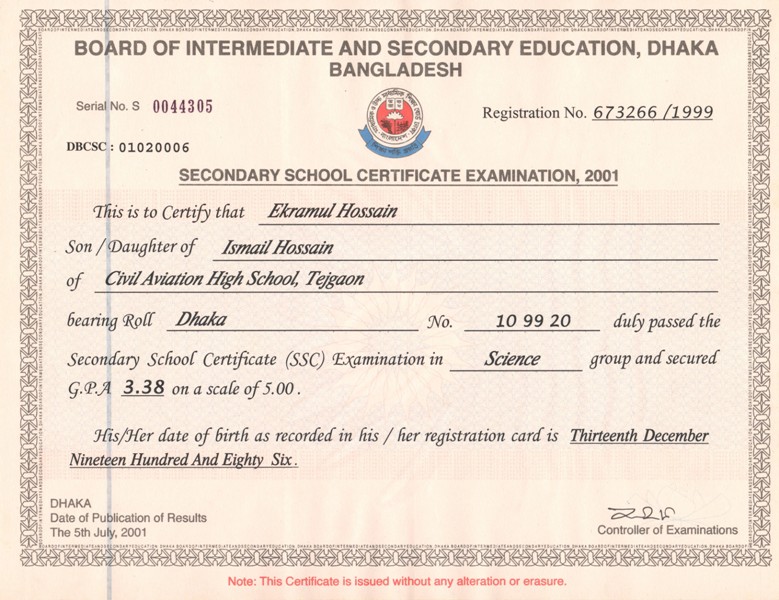 BOARD OF INTERMEDIATE AND SECONDARY EDUCATION, DHAKA
BANGLADESH
Serial No. S 0044305
Registration No. 673266 /1999
DBCSC : 01020006
SECONDARY SCHOOL CERTIFICATE EXAMINATION, 2001
This is to Certify that Ekramul Hossain
Son / Daughter of Ismail Hossain
of Civil Aviation High School, Tejgaon
bearing Roll Dhaka No. 10 99 20 duly passed the
Secondary School Certificate (SSC) Examination in Science group and secured
G.P.A 3.38 on a scale of 5.00 .
His/Her date of birth as recorded in his / her registration card is Thirteenth December
Nineteen Hundred And Eighty Six .
DHAKA
Date of Publication of Results
The 5th July, 2001
Controller of Examinations
Note: This Certificate is issued without any alteration or erasure.